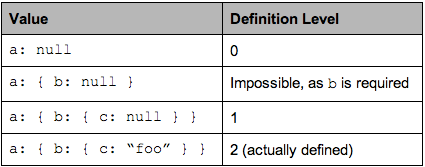 Value Definition Level
a: null 0
a: { b: null } Impossible, as b is required
a: { b: { c: null } } 1
a: { b: { c: “foo” } } 2 (actually defined)